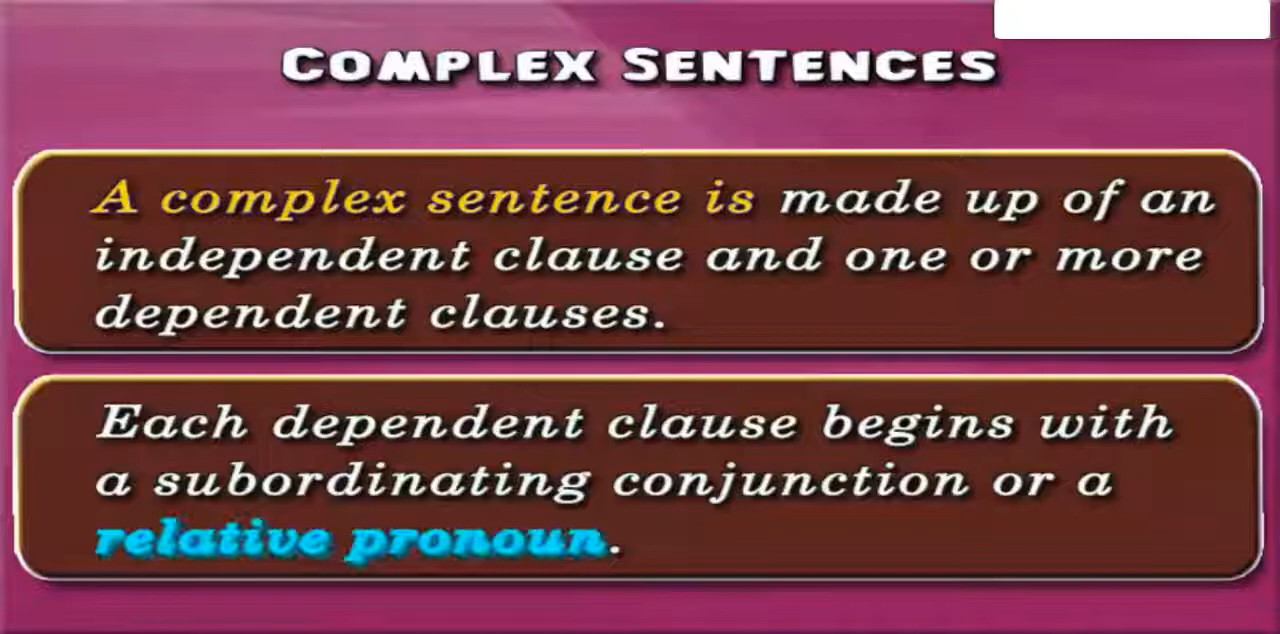 COMPLEX SENTENCES
A complex sentence is made up of an
independent clause and one or more
dependent clauses.
Each dependent clause begins with
a subordinating conjunction or a
relative pronoun.